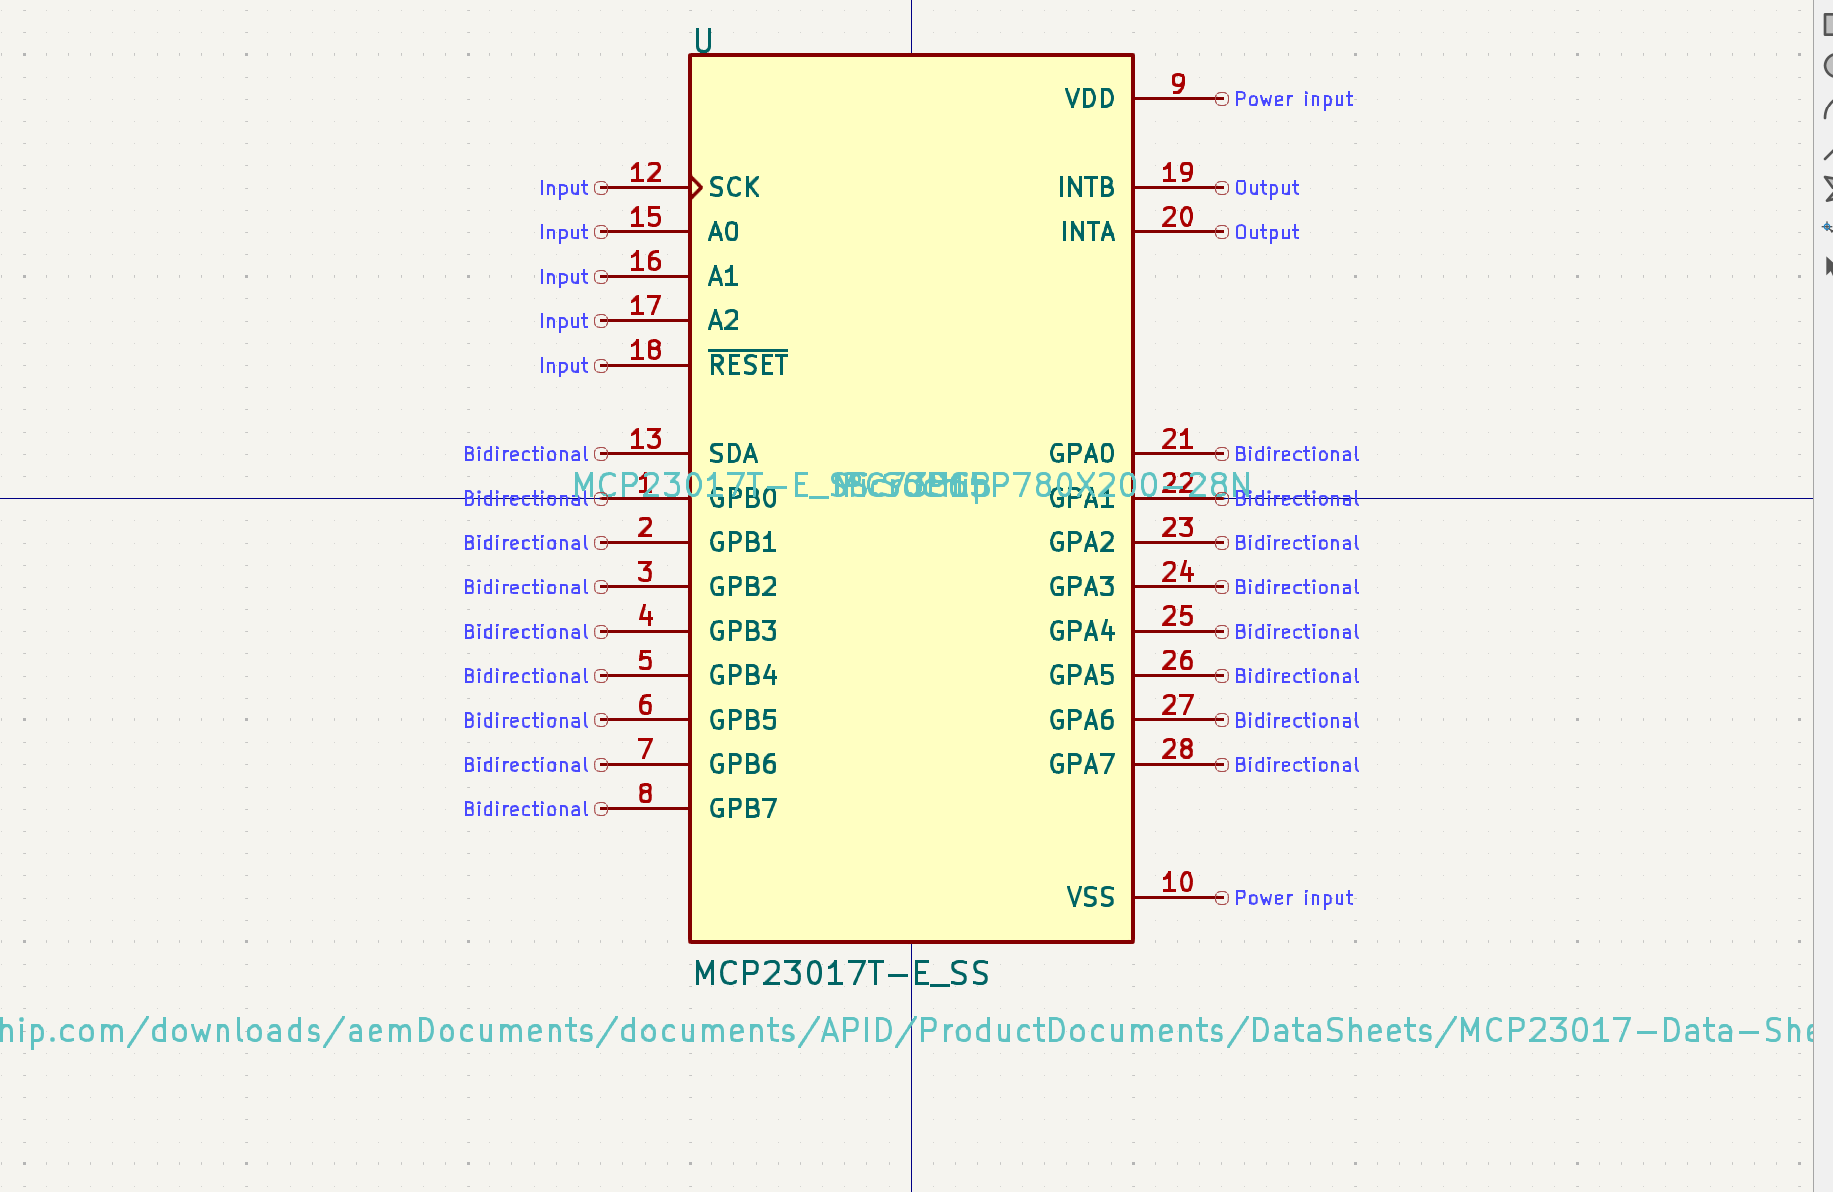 U
VDD 9 Power input
Input 12 SCK INTB 19 Output
Input 15 A0 INTA 20 Output
Input 16 A1
Input 17 A2
Input 18 RESET
Bidirectional 13 SDA GPA0 21 Bidirectional
MCP23017T-E_SS P780X200-28N
Bidirectional 1 GPB0 GPA1 22 Bidirectional
Bidirectional 2 GPB1 GPA2 23 Bidirectional
Bidirectional 3 GPB2 GPA3 24 Bidirectional
Bidirectional 4 GPB3 GPA4 25 Bidirectional
Bidirectional 5 GPB4 GPA5 26 Bidirectional
Bidirectional 6 GPB5 GPA6 27 Bidirectional
Bidirectional 7 GPB6 GPA7 28 Bidirectional
Bidirectional 8 GPB7
VSS 10 Power input
MCP23017T-E_SS
hip.com/downloads/aemDocuments/documents/APID/ProductDocuments/DataSheets/MCP23017-Data-She